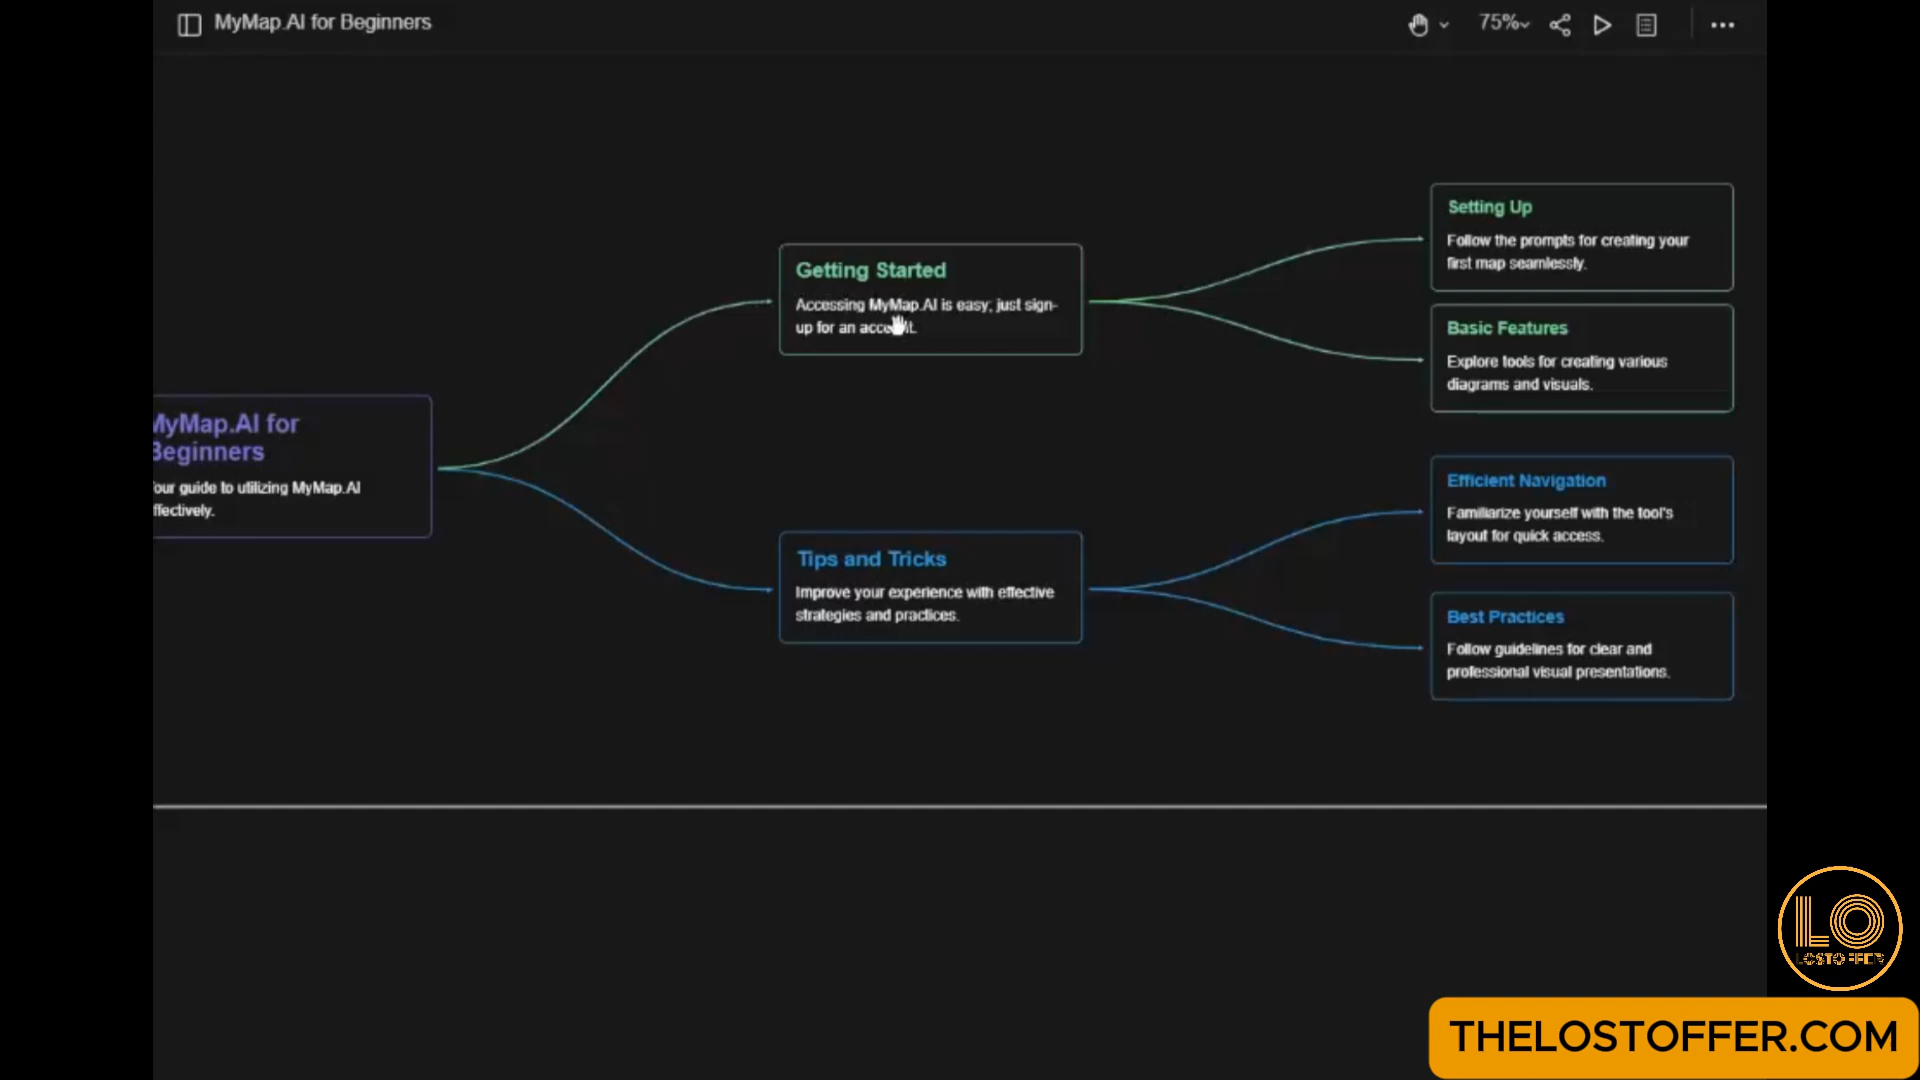 MyMap.AI for Beginners
75%
Setting Up
Follow the prompts for creating your
first map seamlessly.
Getting Started
Accessing MyMap.AI is easy; just sign-
up for an
Basic Features
Explore tools for creating various
diagrams and visuals.
MyMap.AI for
Beginners
our guide to utilizing MyMap.AI
ffectively.
Efficient Navigation
Familiarize yourself with the tool's
layout for quick access.
Tips and Tricks
Improve your experience with effective
strategies and practices.
Best Practices
Follow guidelines for clear and
professional visual presentations.
LO
LOSTOFFER
THELOSTOFFER.COM